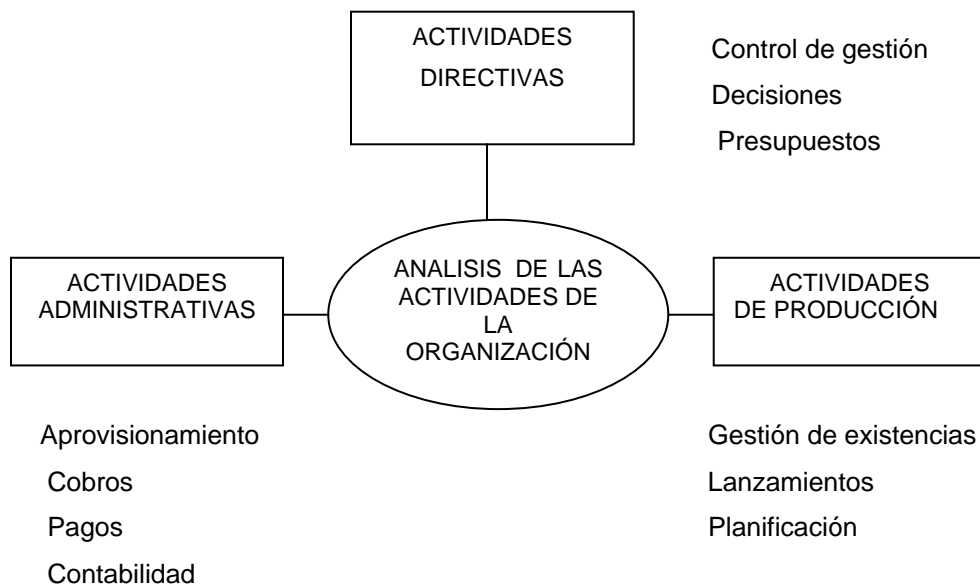 ACTIVIDADES
DIRECTIVAS
Control de gestión
Decisiones
Presupuestos
ACTIVIDADES
ADMINISTRATIVAS
ANALISIS DE LAS
ACTIVIDADES DE
LA
ORGANIZACIÓN
ACTIVIDADES
DE PRODUCCIÓN
Aprovisionamiento
Cobros
Pagos
Contabilidad
Gestión de existencias
Lanzamientos
Planificación